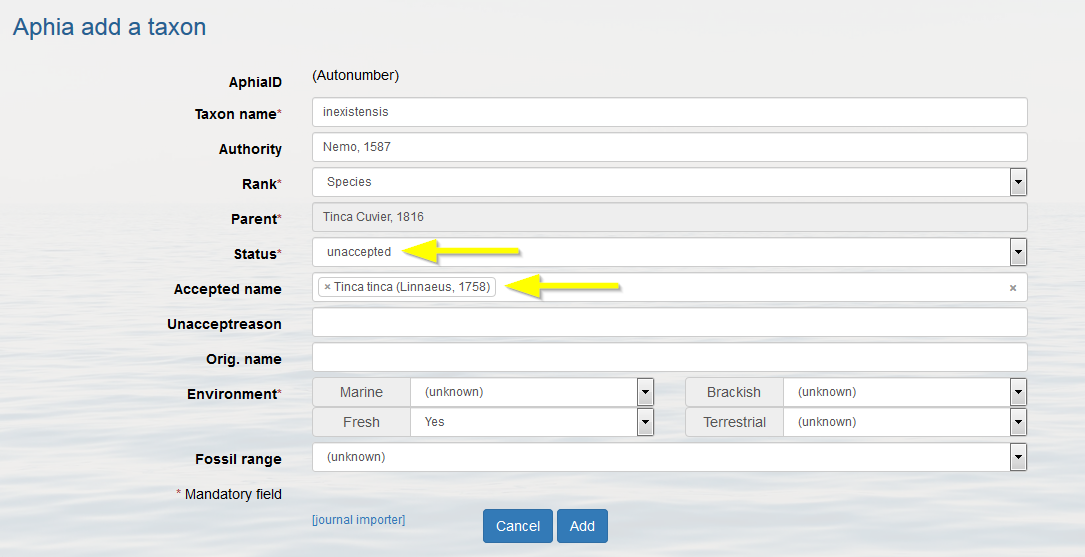 Aphia add a taxon
AphiaID (Autonumber)
Taxon name* inexistensis
Authority Nemo, 1587
Rank* Species
Parent* Tinca Cuvier, 1816
Status* unaccepted
Accepted name × Tinca tinca (Linnaeus, 1758) ×
Unacceptreason
Orig. name
Environment* Marine (unknown) Brackish (unknown)
Fresh Yes Terrestrial (unknown)
Fossil range (unknown)
* Mandatory field
[journal importer] Cancel Add